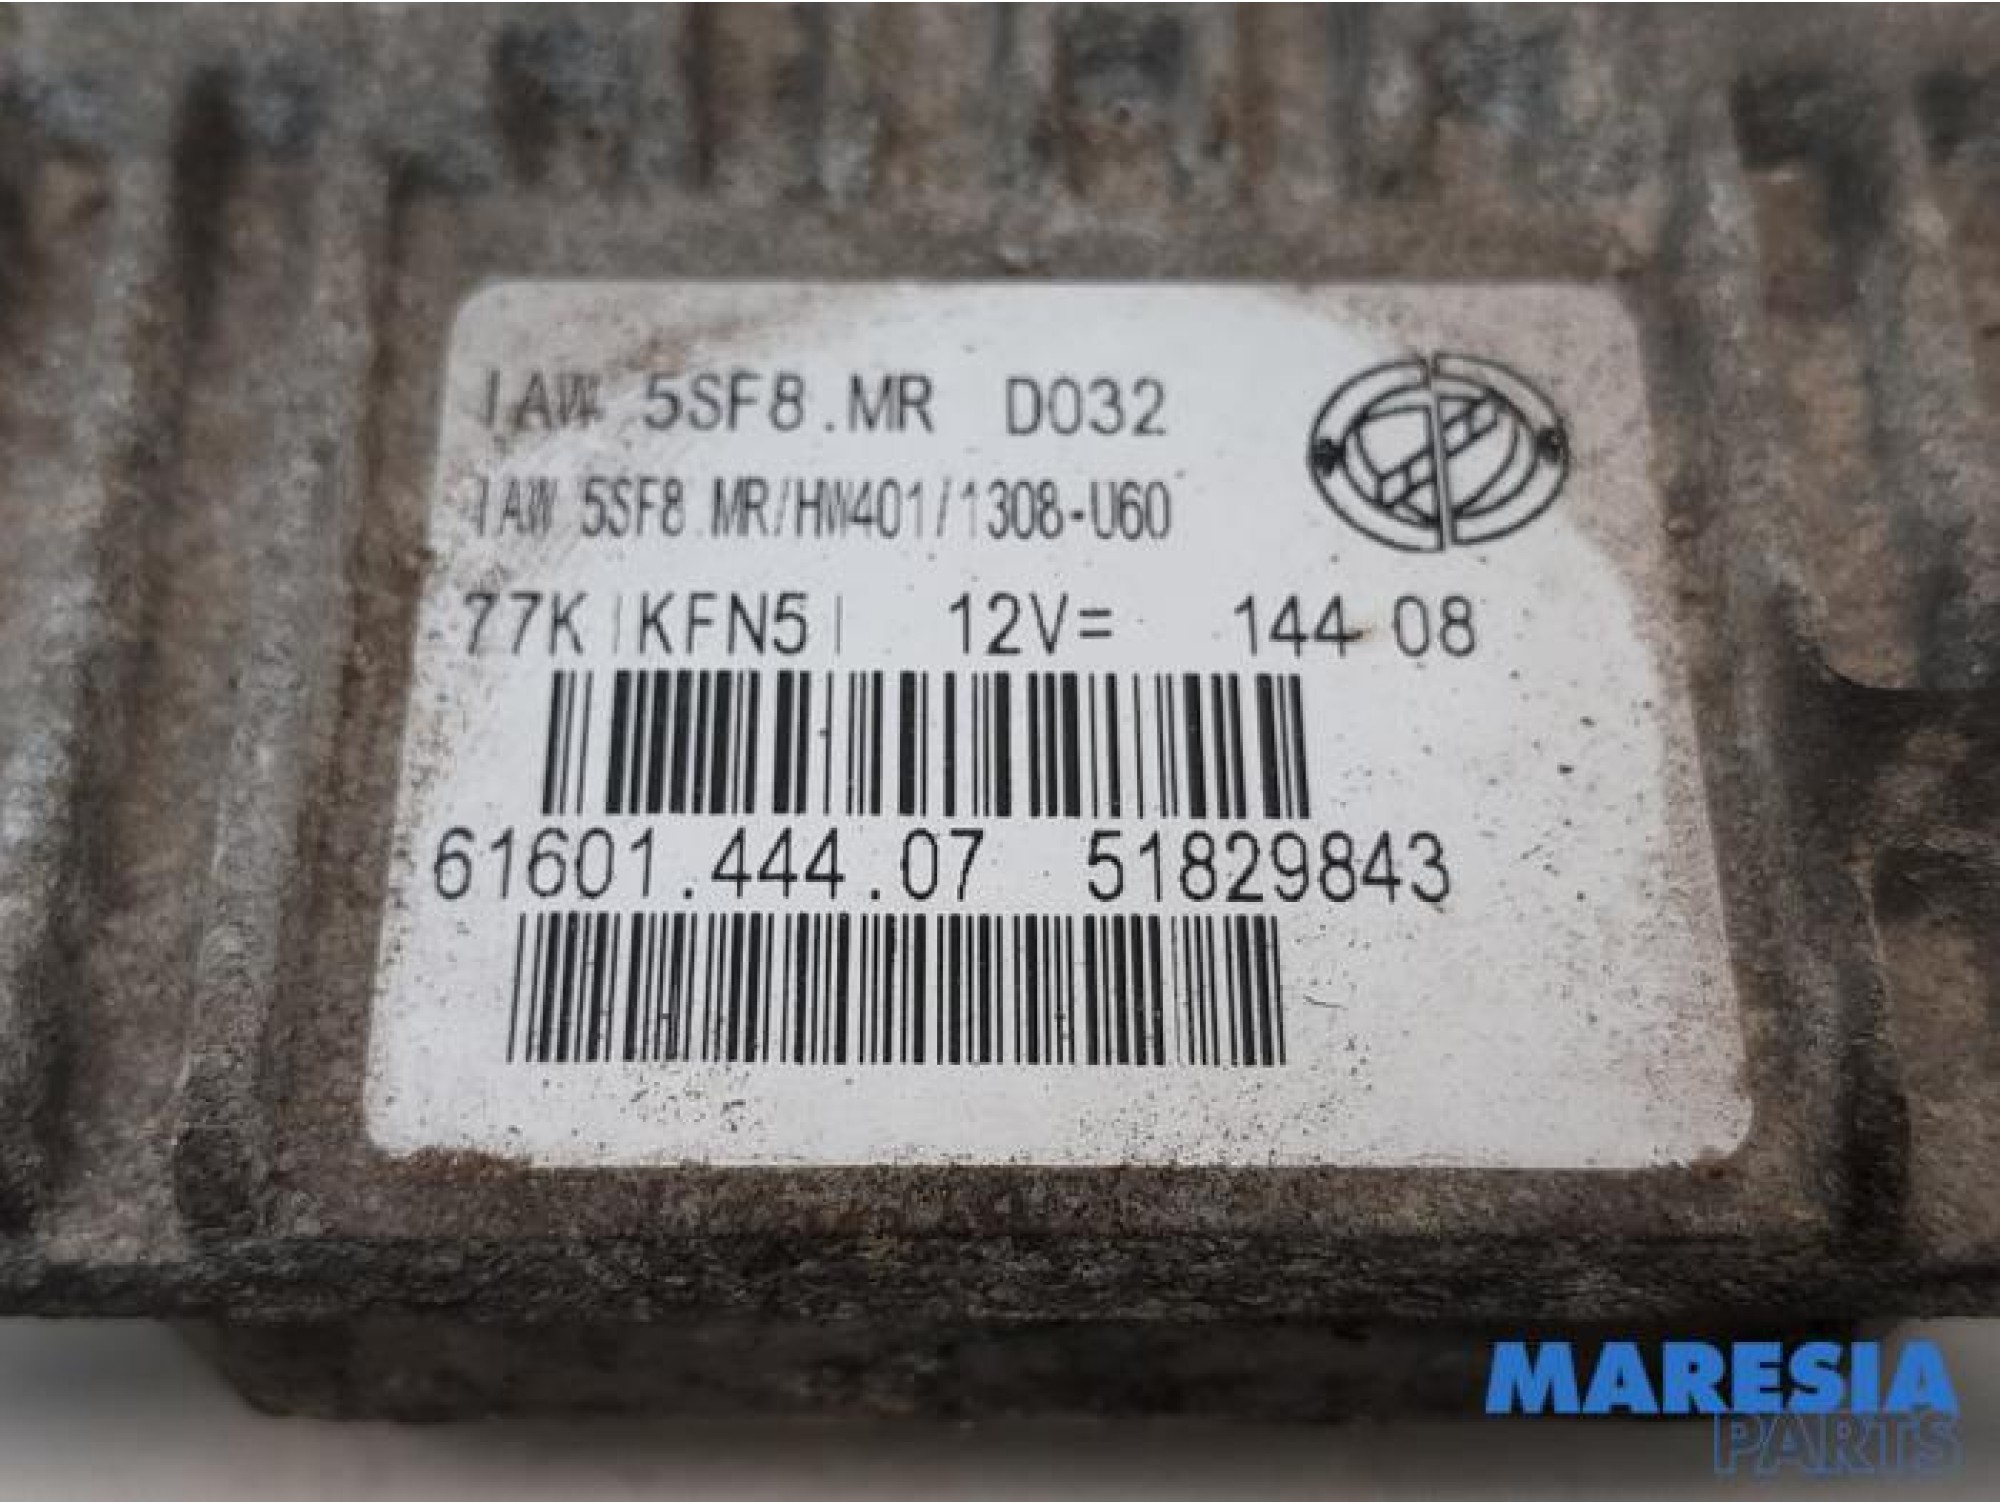 IAW 5SF8.MR D032
IAW 5SF8.MR/HW401/1308-U60
77K |KFN5| 12V= 144 08
61601.444.07 51829843
MARESIA
PARTS